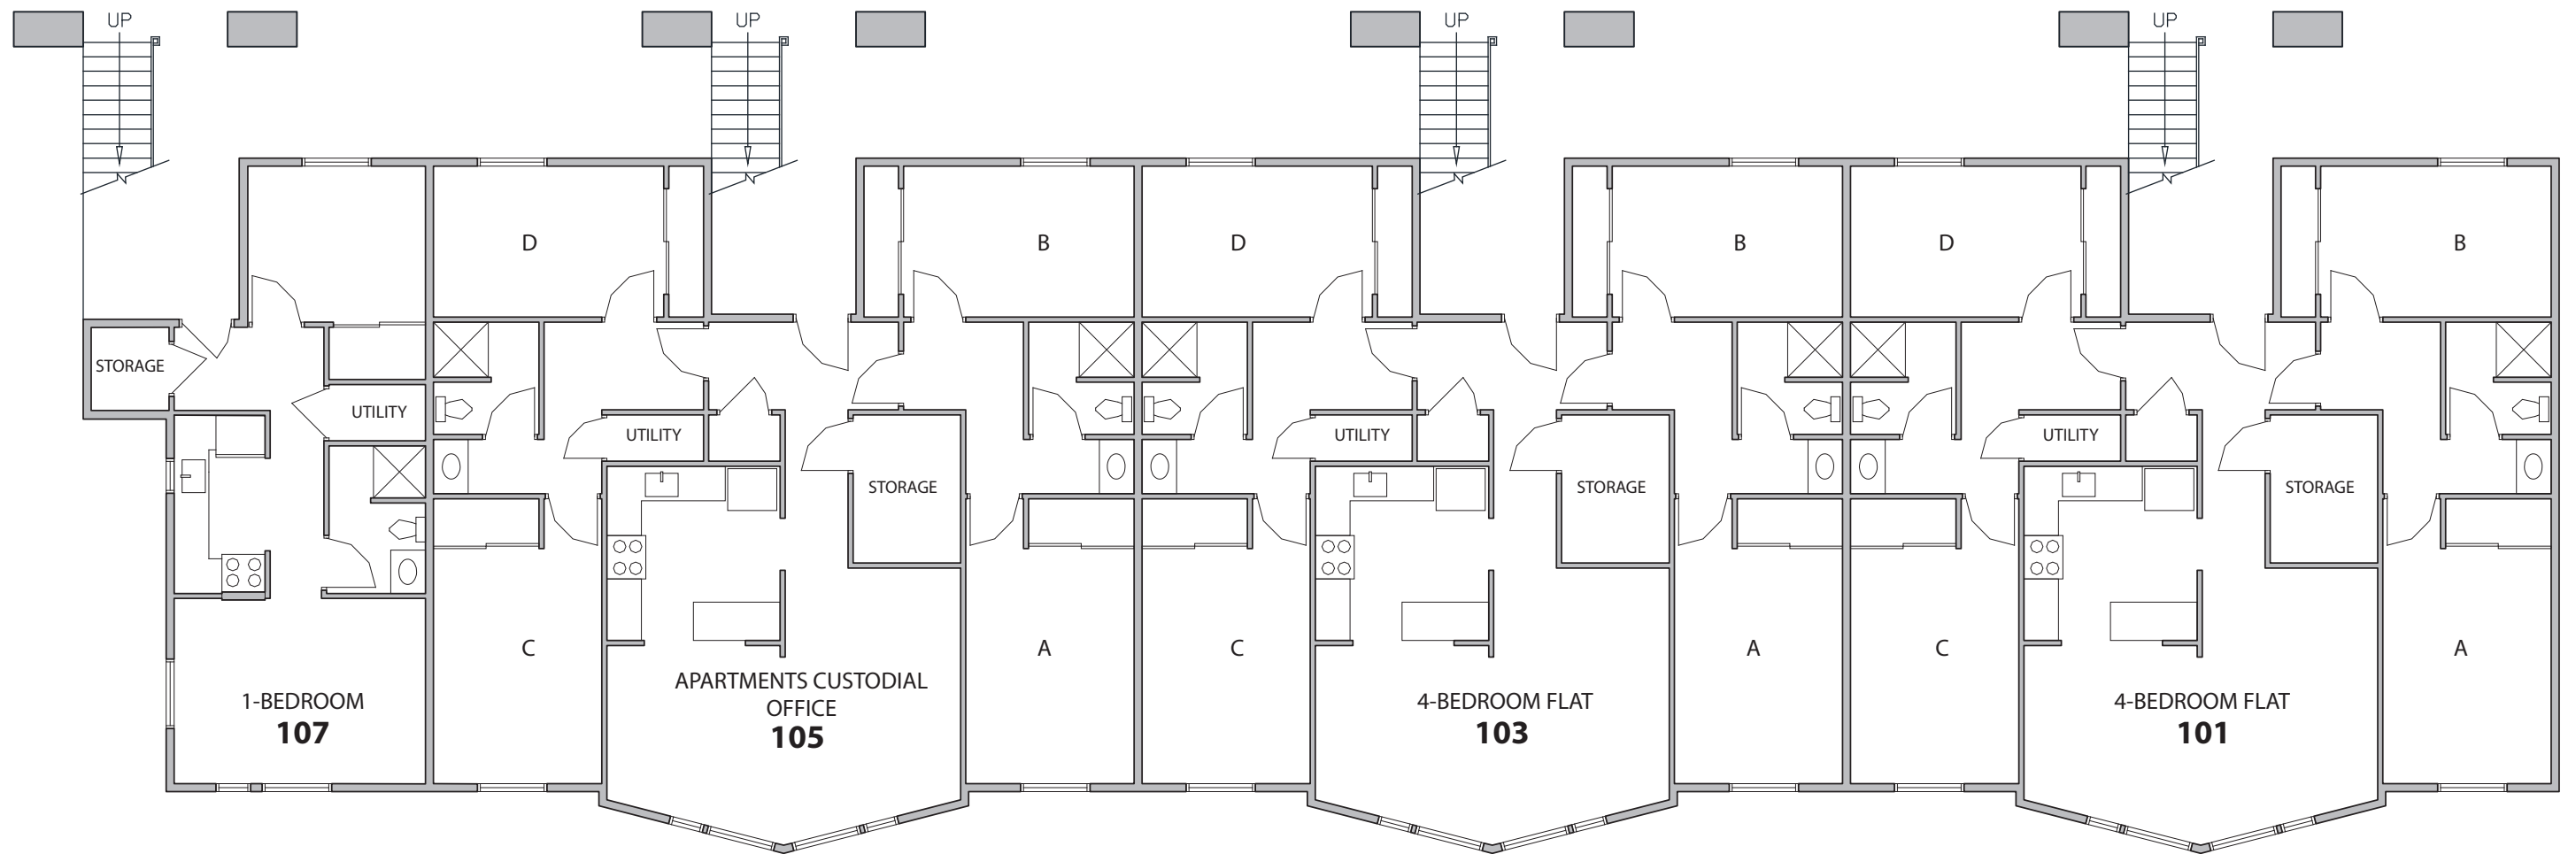 UP
UP
UP
UP
D
B
D
B
D
B
STORAGE
UTILITY
UTILITY
UTILITY
UTILITY
STORAGE
STORAGE
STORAGE
C
A
C
A
C
A
1-BEDROOM
107
APARTMENTS CUSTODIAL
OFFICE
105
4-BEDROOM FLAT
103
4-BEDROOM FLAT
101